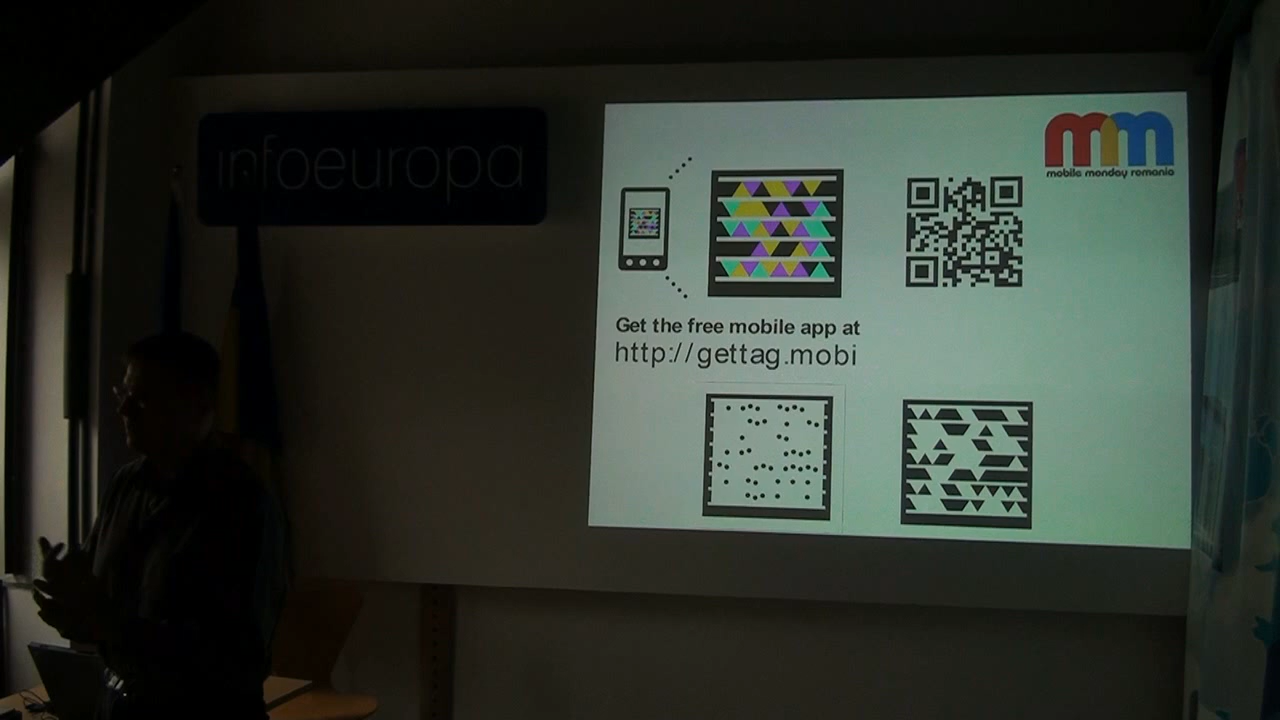 infoeuropa
mobile monday romania
Get the free mobile app at
http://gettag.mobi